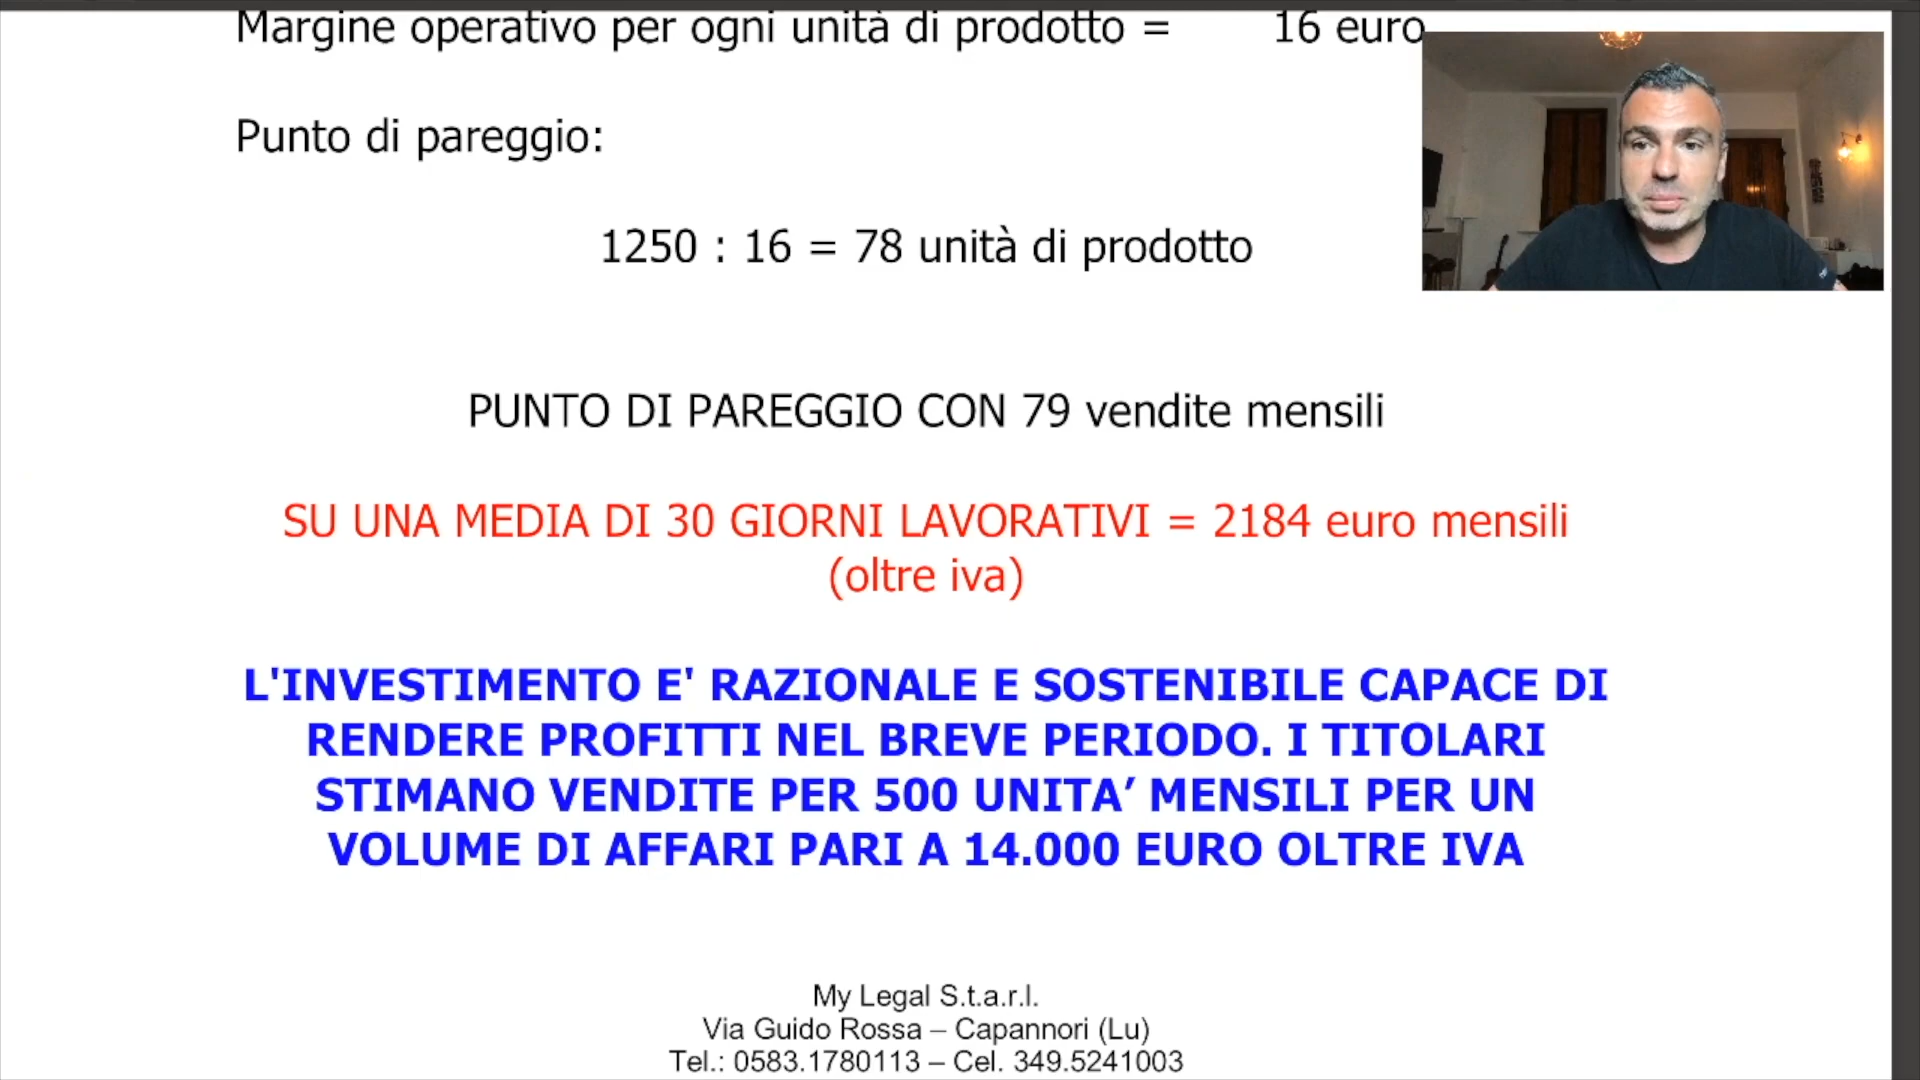 Margine operativo per ogni unità di prodotto = 16 euro
Punto di pareggio:
1250 : 16 = 78 unità di prodotto
PUNTO DI PAREGGIO CON 79 vendite mensili
SU UNA MEDIA DI 30 GIORNI LAVORATIVI = 2184 euro mensili
(oltre iva)
L'INVESTIMENTO E' RAZIONALE E SOSTENIBILE CAPACE DI
RENDERE PROFITTI NEL BREVE PERIODO. I TITOLARI
STIMANO VENDITE PER 500 UNITA’ MENSILI PER UN
VOLUME DI AFFARI PARI A 14.000 EURO OLTRE IVA
My Legal S.t.a.r.l.
Via Guido Rossa – Capannori (Lu)
Tel.: 0583.1780113 – Cel. 349.5241003